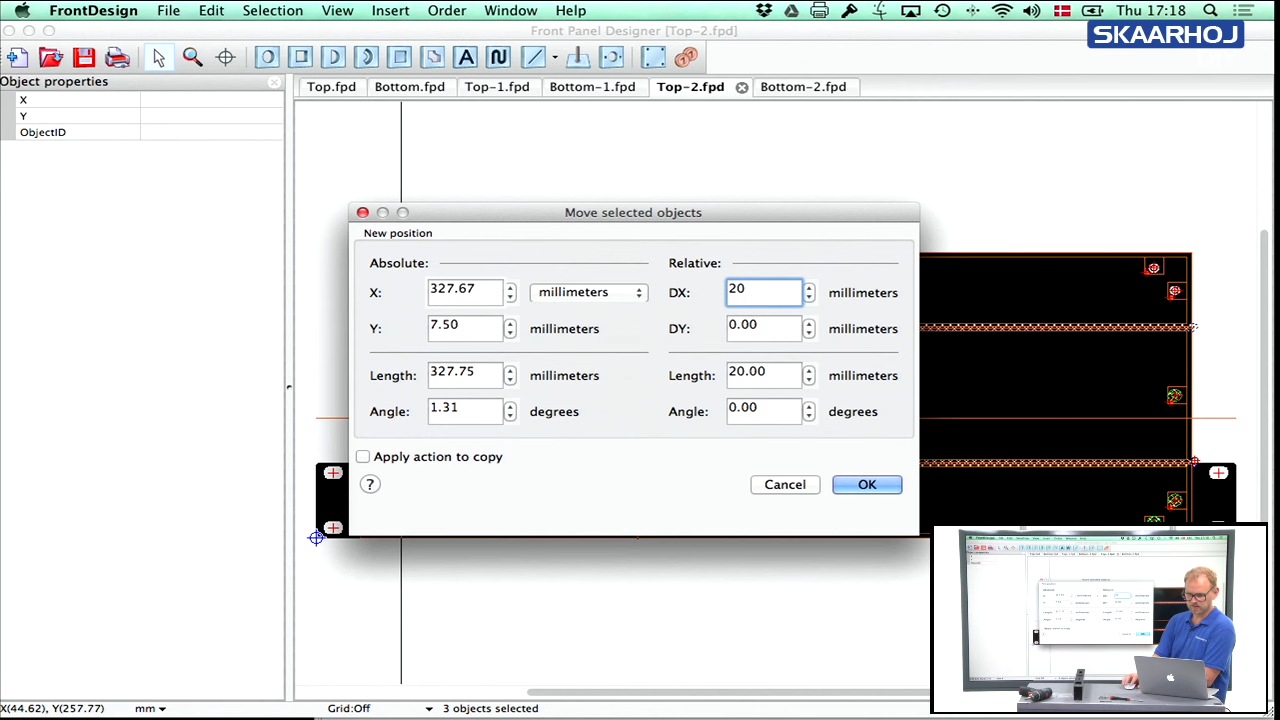 FrontDesign File Edit Selection View Insert Order Window Help Thu 17:18
Front Panel Designer [Top-2.fpd]
SKAARHOJ
Object properties
Top.fpd Bottom.fpd Top-1.fpd Bottom-1.fpd Top-2.fpd Bottom-2.fpd
X
Y
ObjectID
Move selected objects
New position
Absolute: Relative:
X: 327.67 millimeters DX: 20 millimeters
Y: 7.50 millimeters DY: 0.00 millimeters
Length: 327.75 millimeters Length: 20.00 millimeters
Angle: 1.31 degrees Angle: 0.00 degrees
Apply action to copy
? Cancel OK
X(44.62), Y(257.77) mm Grid:Off 3 objects selected